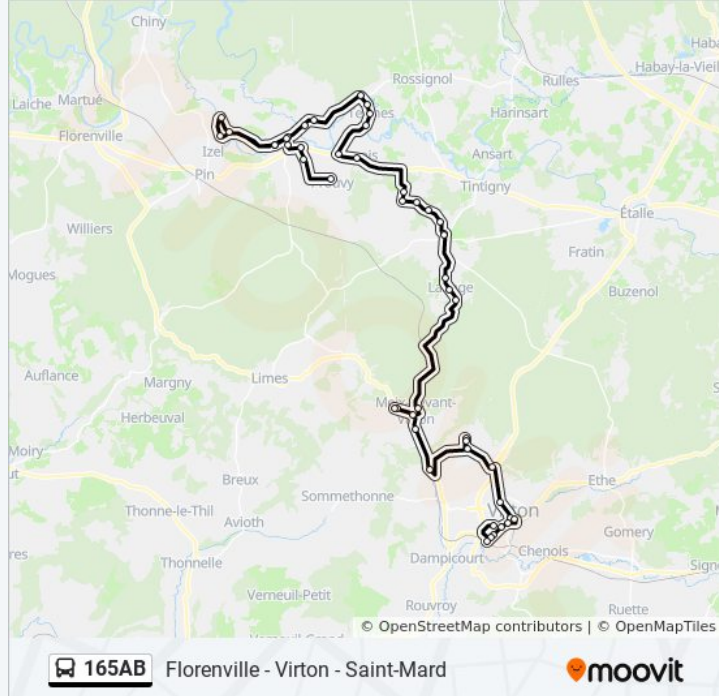 Chiny
Haba
Habay-la-Vieil
Rossignol
Rulles
Laiche
Martué
Harinsart
Florenville
Izel
Ansart
Pin
Tintigny
Étalle
Williers
Fratin
Mogues
Buzenol
Auflance
Limes
Margny
Herbeuval
Moiry
Ethe
Breux
Sommethonne
Thonne-le-Thil
Avioth
Virton
Gomery
Thonnelle
Dampicourt
Chenois
Signe
Verneuil-Petit
Rouvroy
Ruette
© OpenStreetMap contributors | © OpenMapTiles
165AB Florenville - Virton - Saint-Mard moovit